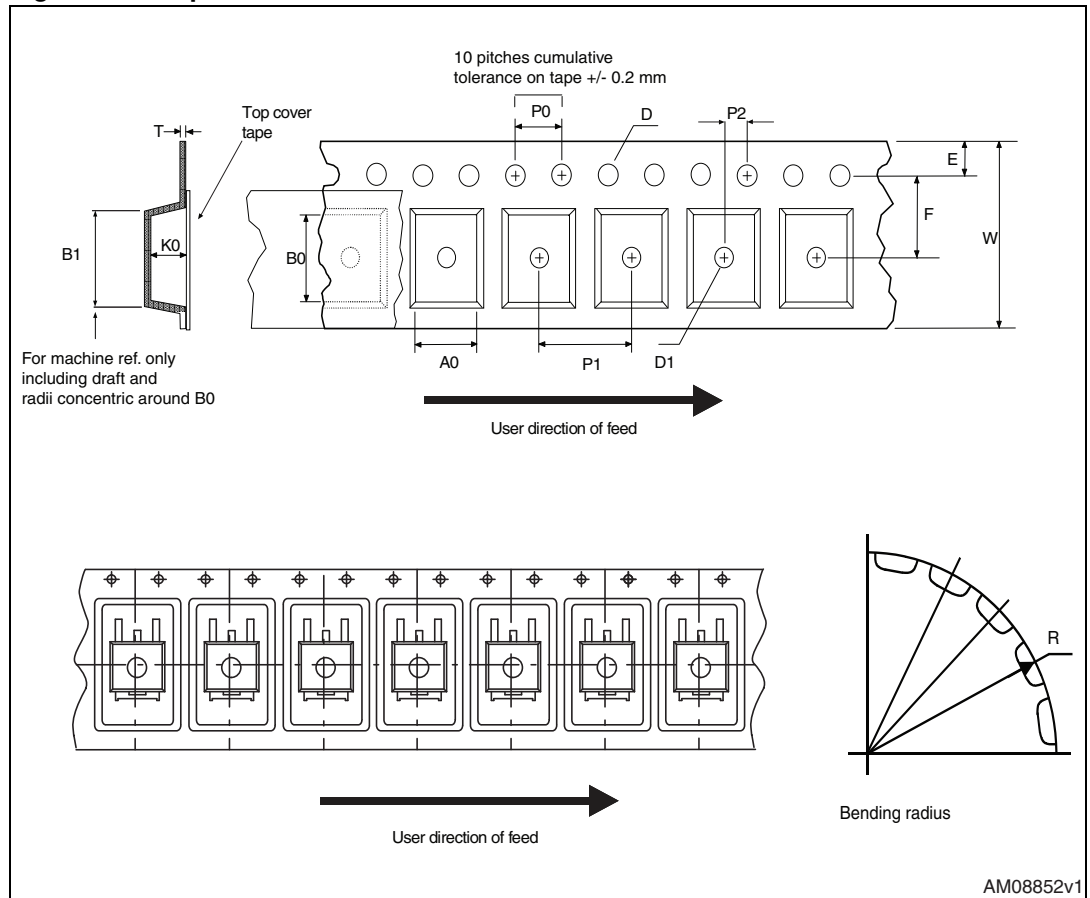 10 pitches cumulative
tolerance on tape +/- 0.2 mm
P0
D
P2
T
Top cover
tape
E
F
W
B1
K0
B0
A0
P1
D1
For machine ref. only
including draft and
radii concentric around B0
User direction of feed
R
Bending radius
User direction of feed
AM08852v1